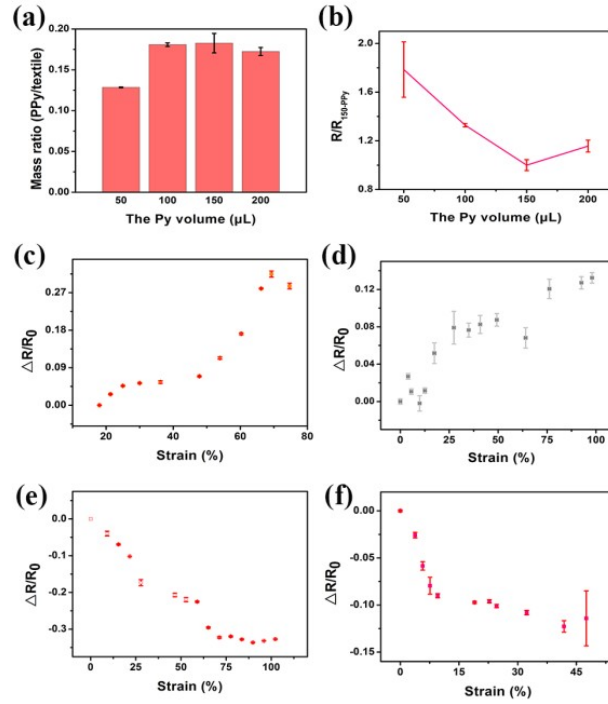 (a)
0.20
0.15
0.10
0.05
0.00
Mass ratio (PPy/textile)
50 100 150 200
The Py volume (μL)
(b)
2.0
1.6
1.2
0.8
R/R150-PPy
50 100 150 200
The Py volume (μL)
(c)
0.27
0.18
0.09
0.00
△R/R0
20 40 60 80
Strain (%)
(d)
0.12
0.08
0.04
0.00
△R/R0
0 25 50 75 100
Strain (%)
(e)
0.0
-0.1
-0.2
-0.3
△R/R0
0 25 50 75 100
Strain (%)
(f)
0.00
-0.05
-0.10
-0.15
△R/R0
0 15 30 45
Strain (%)